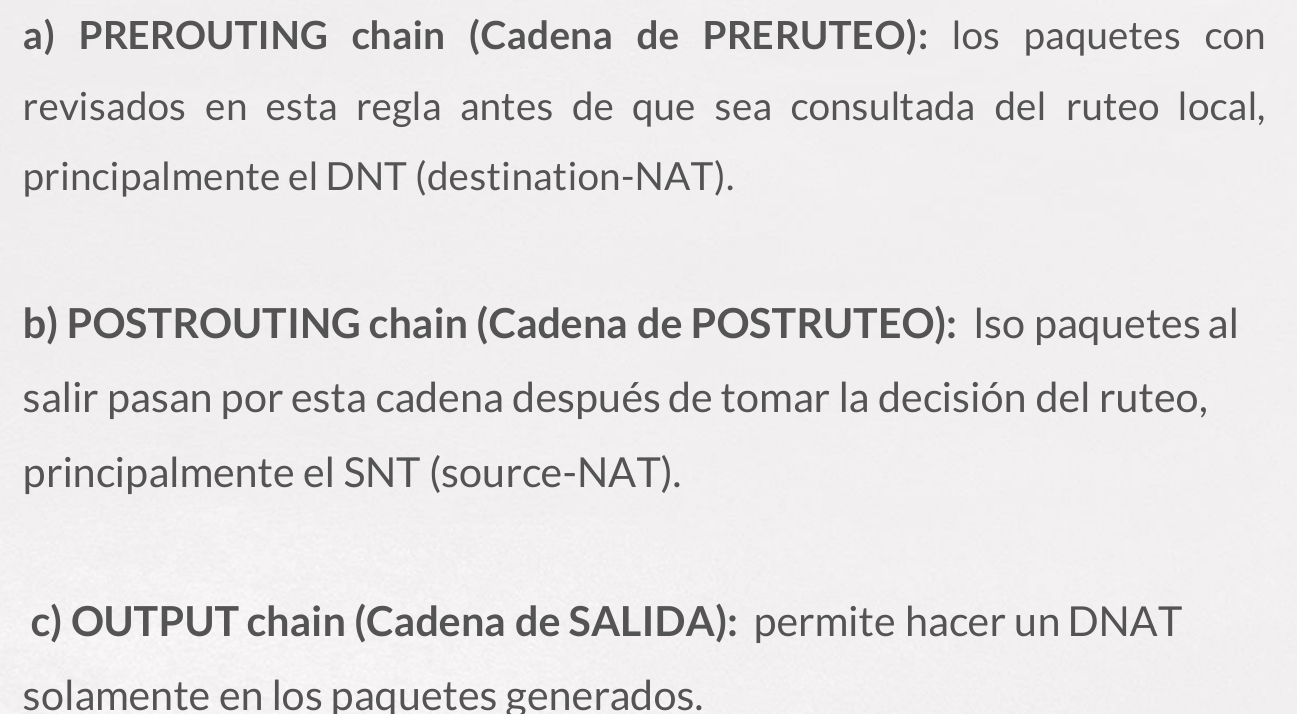 a) PREROUTING chain (Cadena de PRERUTEO): los paquetes con
revisados en esta regla antes de que sea consultada del ruteo local,
principalmente el DNT (destination-NAT).
b) POSTROUTING chain (Cadena de POSTRUTEO): lso paquetes al
salir pasan por esta cadena después de tomar la decisión del ruteo,
principalmente el SNT (source-NAT).
c) OUTPUT chain (Cadena de SALIDA): permite hacer un DNAT
solamente en los paquetes generados.